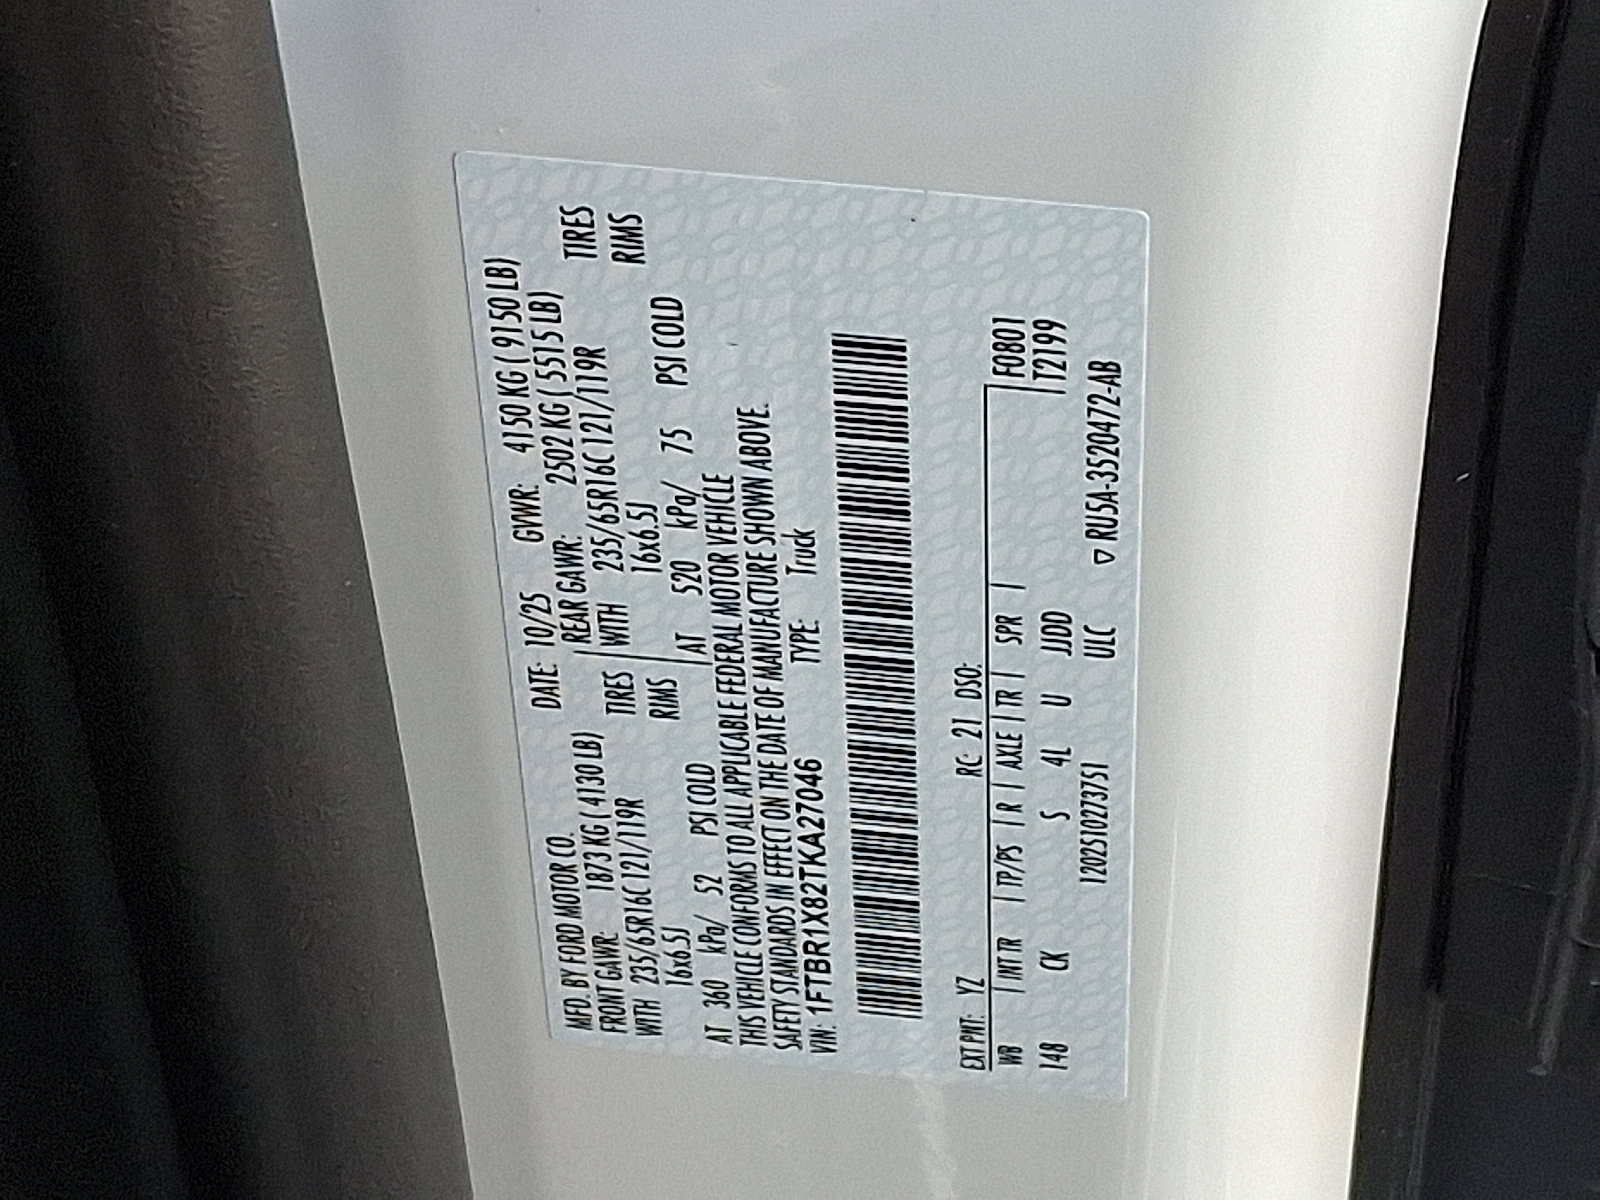 MFD. BY FORD MOTOR CO. DATE: 10/25 GVWR: 4150 KG ( 9150 LB)
FRONT GAWR: 1873 KG ( 4130 LB) REAR GAWR: 2502 KG ( 5515 LB)
WITH 235/65R16C 121/119R TIRES WITH 235/65R16C 121/119R TIRES
16x6.5J RIMS 16x6.5J RIMS
AT 360 kPa/ 52 PSI COLD AT 520 kPa/ 75 PSI COLD
THIS VEHICLE CONFORMS TO ALL APPLICABLE FEDERAL MOTOR VEHICLE
SAFETY STANDARDS IN EFFECT ON THE DATE OF MANUFACTURE SHOWN ABOVE.
VIN: 1FTBR1X82TKA27046 TYPE: Truck
EXT PNT: YZ RC: 21 DSO:
WB | INT TR | TP/PS | R | AXLE | TR | SPR | F0801
148 CK S 4L U JJDD T2199
1202510273751 ULC ▽ RU5A-3520472-AB